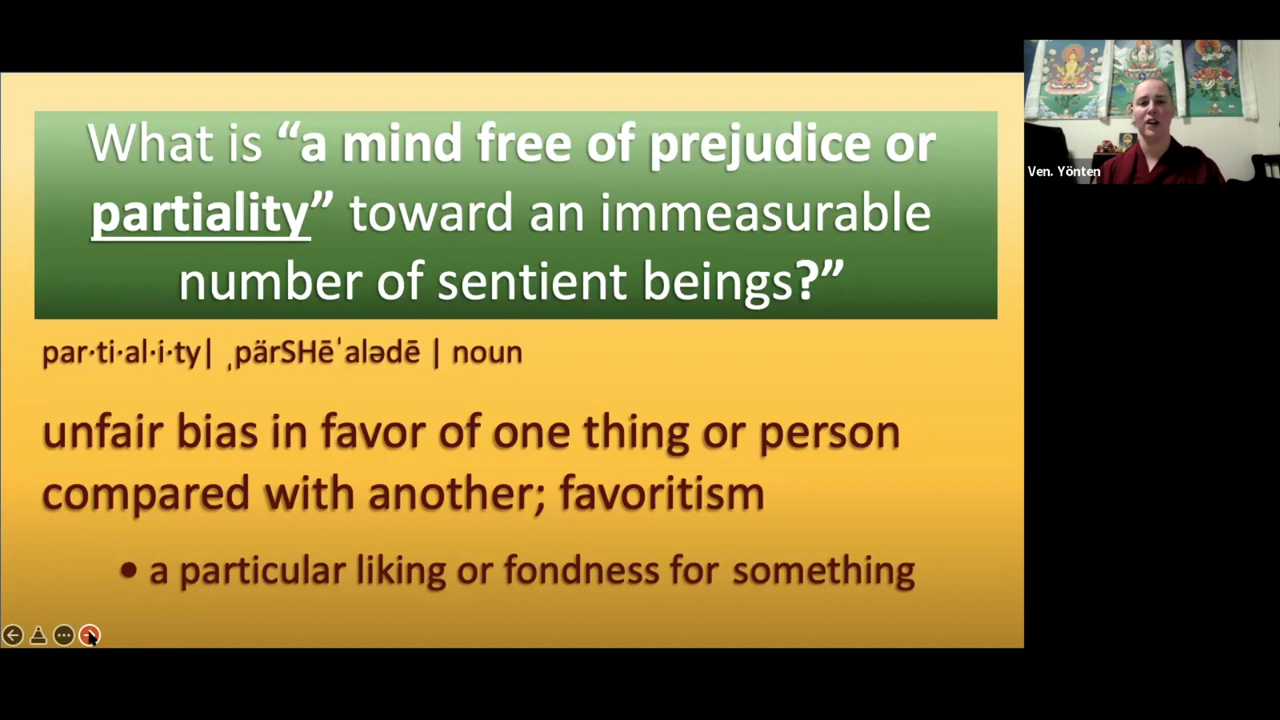 What is “a mind free of prejudice or
partiality” toward an immeasurable
number of sentient beings?”
par·ti·al·i·ty| ˌpärSHēˈalədē | noun
unfair bias in favor of one thing or person
compared with another; favoritism
• a particular liking or fondness for something
Ven. Yönten